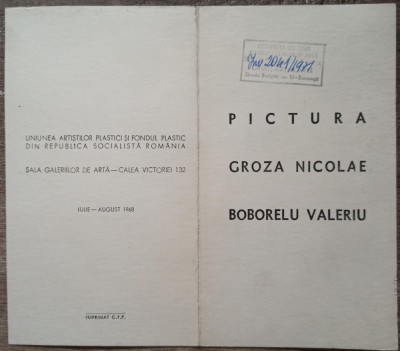 UNIUNEA ARTIȘTILOR PLASTICI ȘI FONDUL PLASTIC
DIN REPUBLICA SOCIALISTĂ ROMÂNIA
SALA GALERIILOR DE ARTĂ — CALEA VICTORIEI 132
IULIE — AUGUST 1968
TIPARUL C.F.P.
PICTURA
GROZA NICOLAE
BOBORELU VALERIU